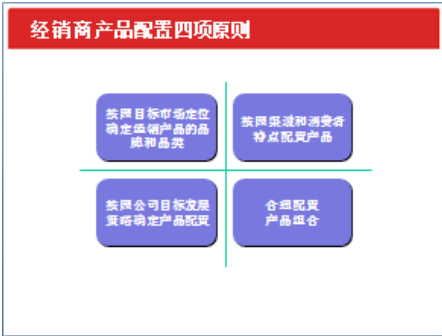 经销商产品配置四项原则
按照目标市场定位
确定经销产品的品
牌和品类
按照渠道和消费者
特点配置产品
按照公司目标发展
策略确定产品配置
合理配置
产品组合